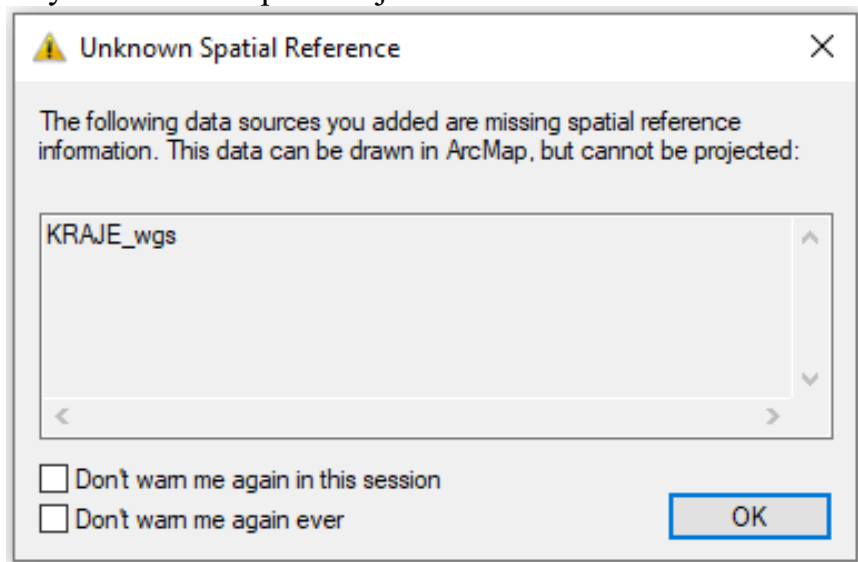 Unknown Spatial Reference
The following data sources you added are missing spatial reference
information. This data can be drawn in ArcMap, but cannot be projected:
KRAJE_wgs
Don't warn me again in this session
Don't warn me again ever
OK